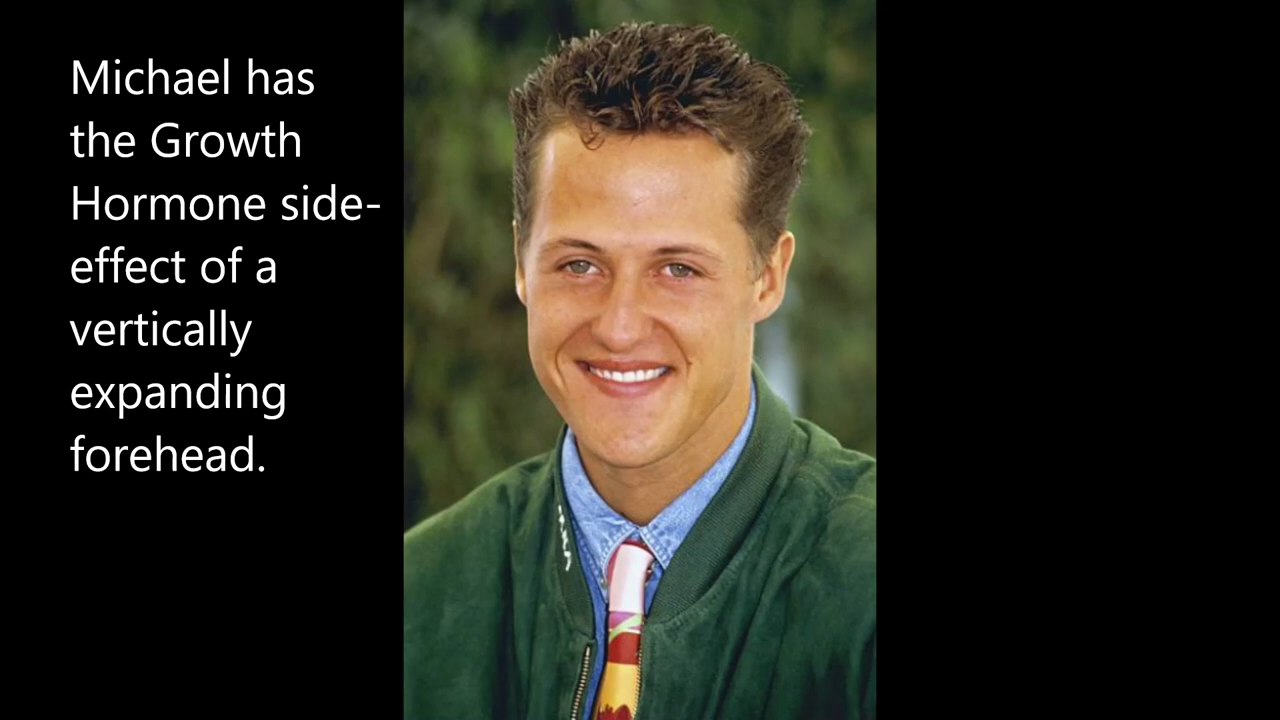 Michael has
the Growth
Hormone side-
effect of a
vertically
expanding
forehead.